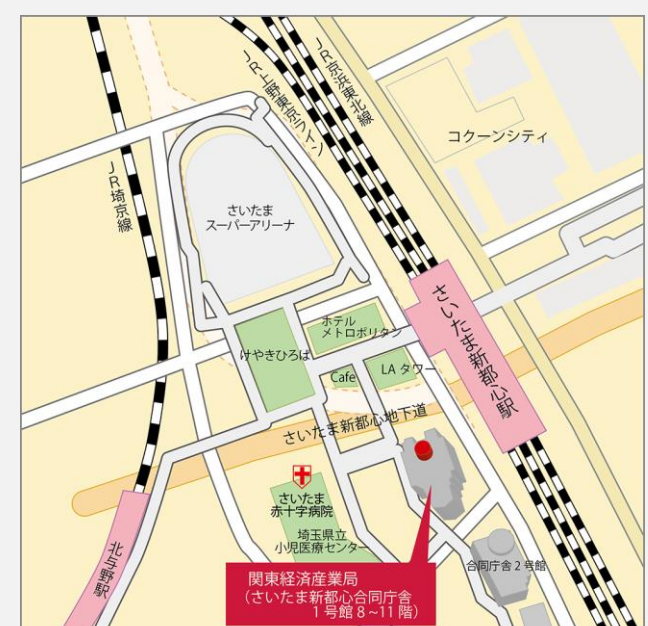 JR上野東京ライン
JR京浜東北線
コクーンシティ
JR埼京線
さいたま
スーパーアリーナ
さいたま新都心駅
ホテル
メトロポリタン
けやきひろば
Cafe
LAタワー
さいたま新都心地下道
さいたま
赤十字病院
埼玉県立
小児医療センター
北与野駅
合同庁舎2号館
関東経済産業局
(さいたま新都心合同庁舎
1号館8~11階)